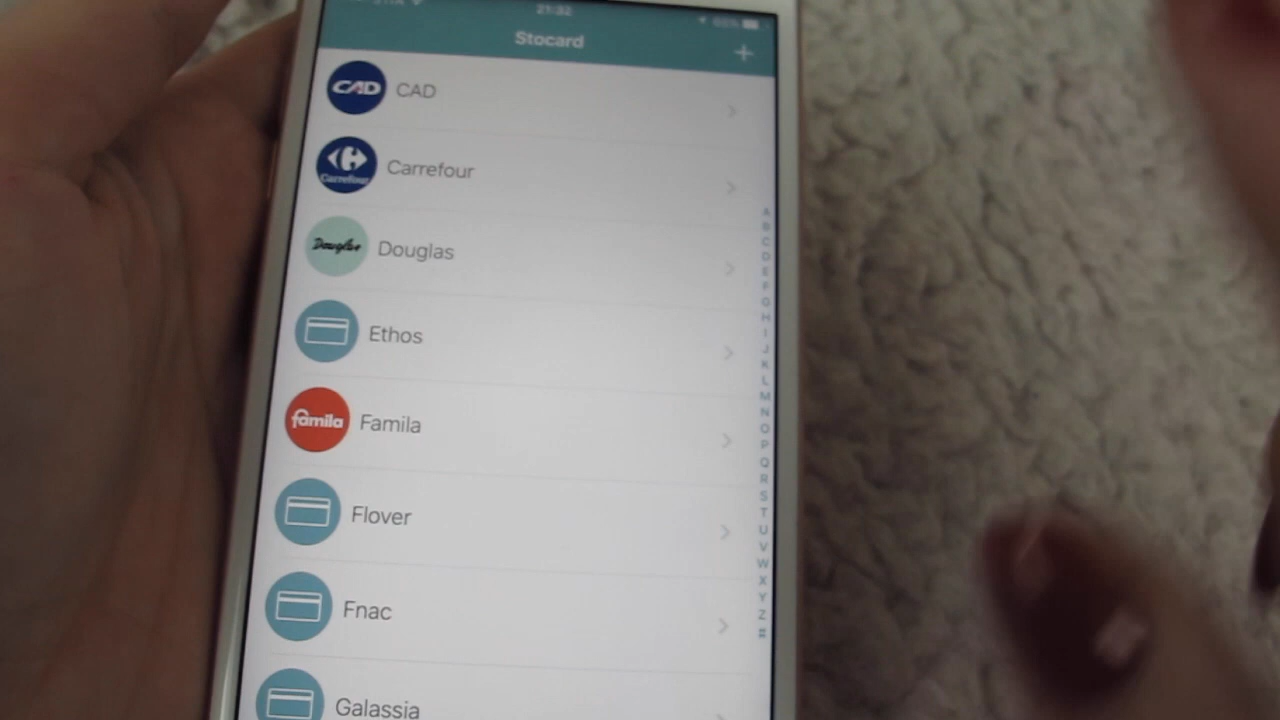 21:32
Stocard
+
CAD CAD
Carrefour Carrefour
Douglas Douglas
Ethos
famila Famila
Flover
Fnac
Galassia
A
B
C
D
E
F
G
H
I
J
K
L
M
N
O
P
Q
R
S
T
U
V
W
X
Y
Z
#